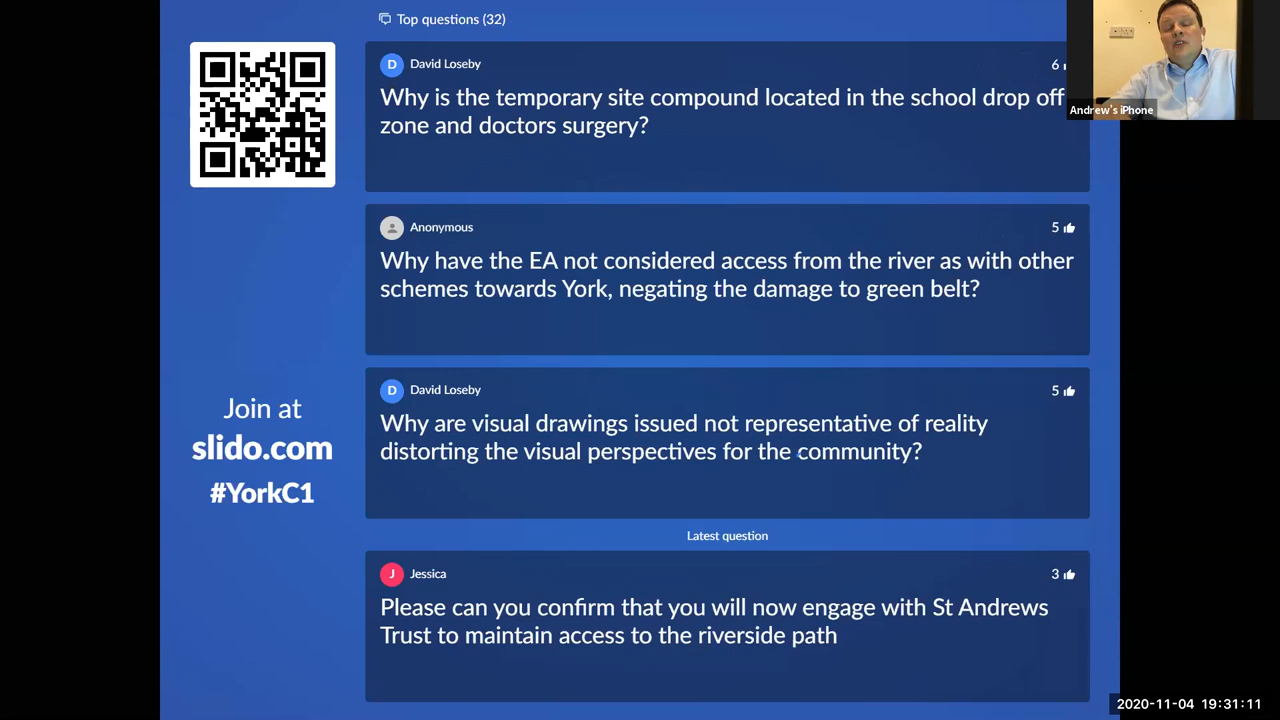 Top questions (32)
D David Loseby 6
Why is the temporary site compound located in the school drop off
zone and doctors surgery?
Andrew's iPhone
Anonymous 5
Why have the EA not considered access from the river as with other
schemes towards York, negating the damage to green belt?
D David Loseby 5
Why are visual drawings issued not representative of reality
distorting the visual perspectives for the community?
Join at
slido.com
#YorkC1
Latest question
J Jessica 3
Please can you confirm that you will now engage with St Andrews
Trust to maintain access to the riverside path
2020-11-04 19:31:11